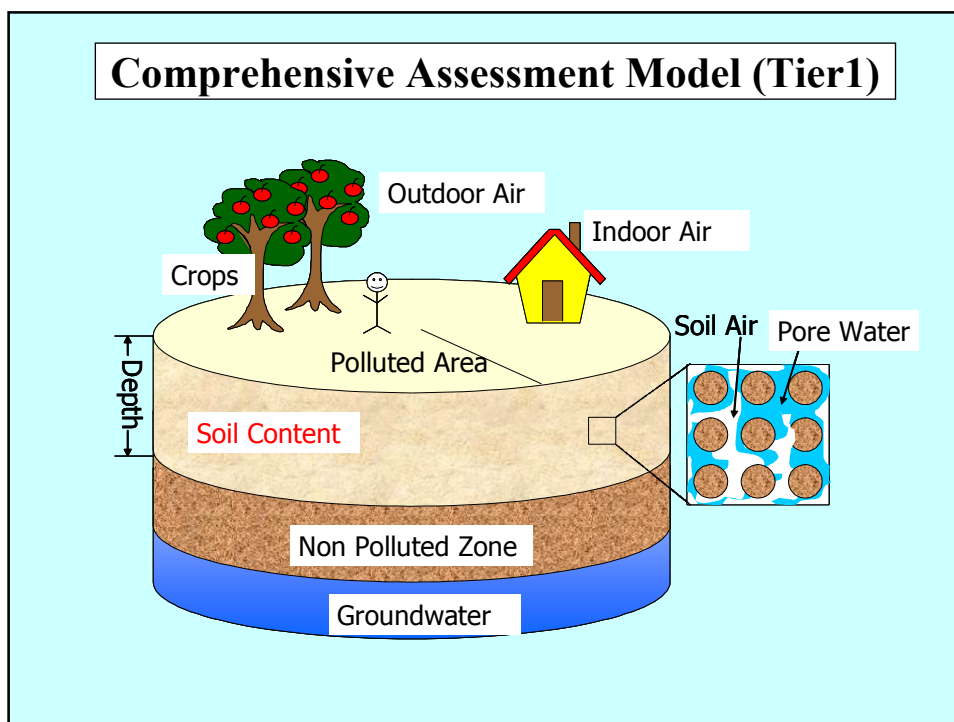 Comprehensive Assessment Model (Tier1)
Outdoor Air
Indoor Air
Crops
Soil Air
Pore Water
Polluted Area
Depth
Soil Content
Non Polluted Zone
Groundwater